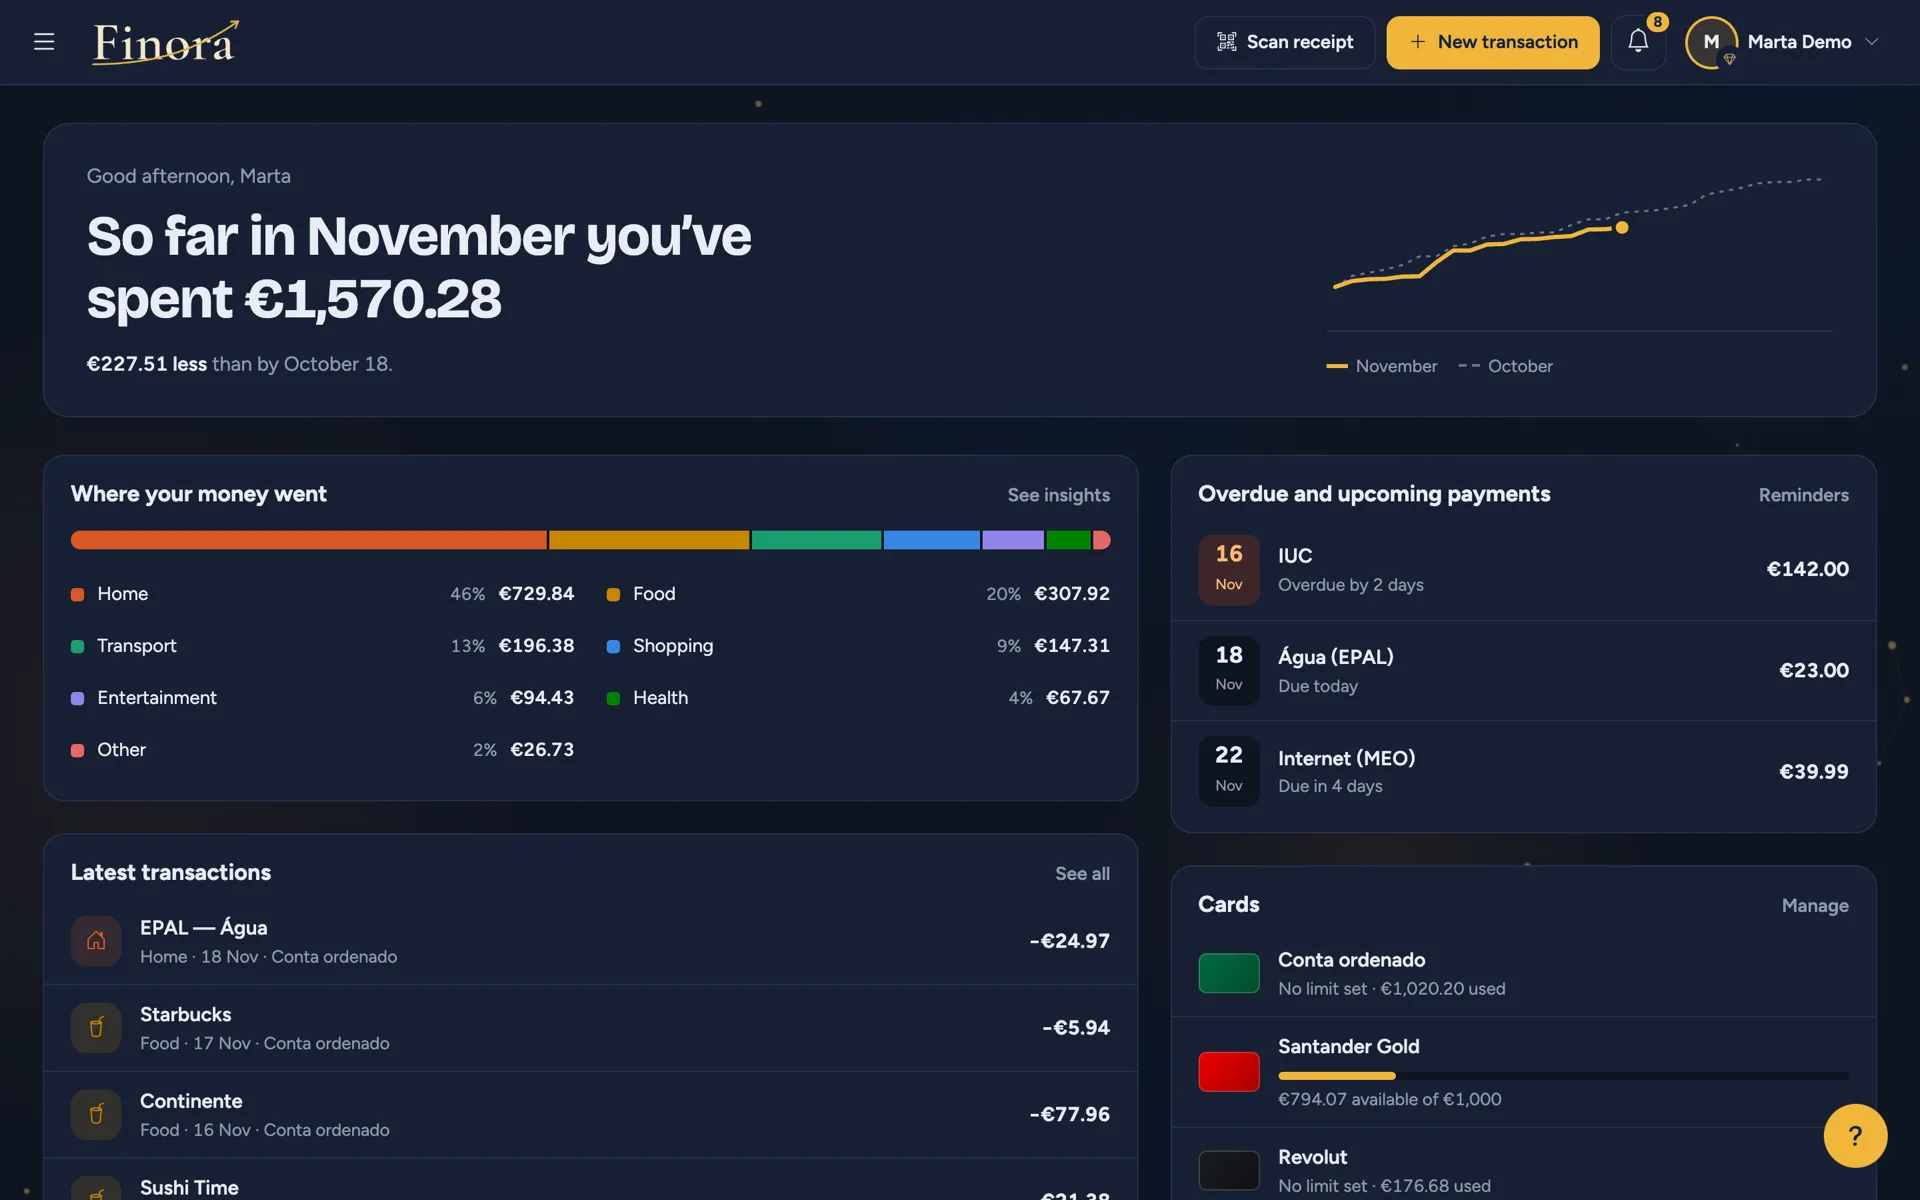 Finora
Scan receipt
+ New transaction
8
M
Marta Demo
Good afternoon, Marta
So far in November you've
spent €1,570.28
€227.51 less than by October 18.
November
October
Where your money went
See insights
Home 46% €729.84
Food 20% €307.92
Transport 13% €196.38
Shopping 9% €147.31
Entertainment 6% €94.43
Health 4% €67.67
Other 2% €26.73
Overdue and upcoming payments
Reminders
16 Nov
IUC
Overdue by 2 days
€142.00
18 Nov
Água (EPAL)
Due today
€23.00
22 Nov
Internet (MEO)
Due in 4 days
€39.99
Latest transactions
See all
EPAL — Água
Home · 18 Nov · Conta ordenado
-€24.97
Starbucks
Food · 17 Nov · Conta ordenado
-€5.94
Continente
Food · 16 Nov · Conta ordenado
-€77.96
Sushi Time
Cards
Manage
Conta ordenado
No limit set · €1,020.20 used
Santander Gold
€794.07 available of €1,000
Revolut
No limit set · €176.68 used
?